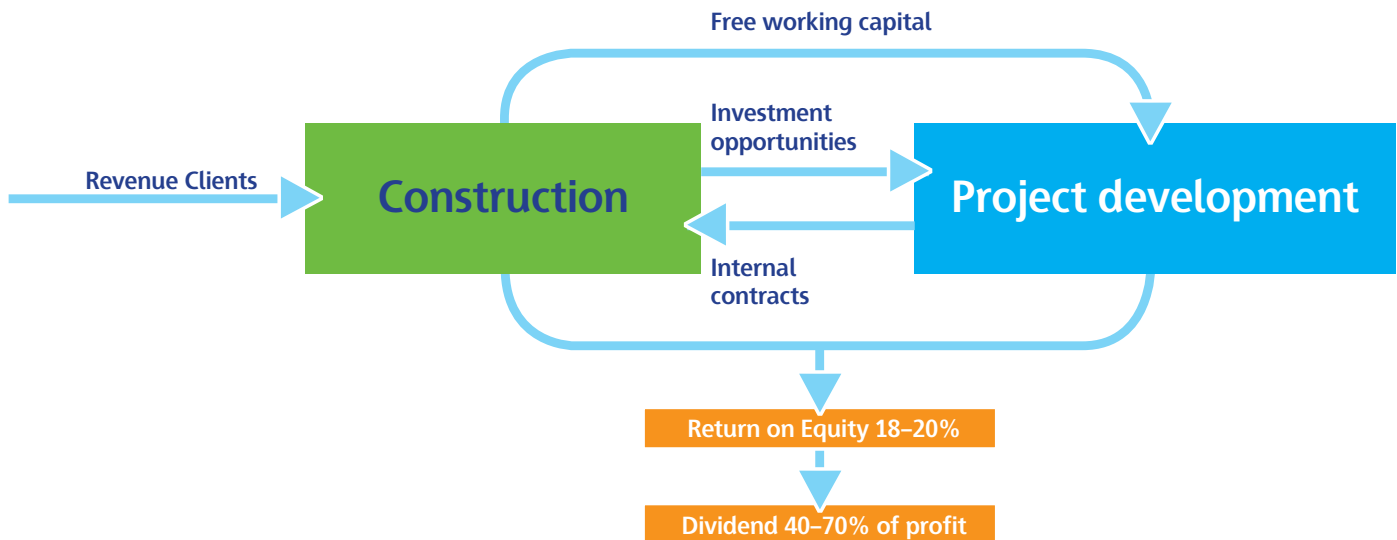 Free working capital
Investment
opportunities
Revenue Clients
Construction
Project development
Internal
contracts
Return on Equity 18–20%
Dividend 40–70% of profit